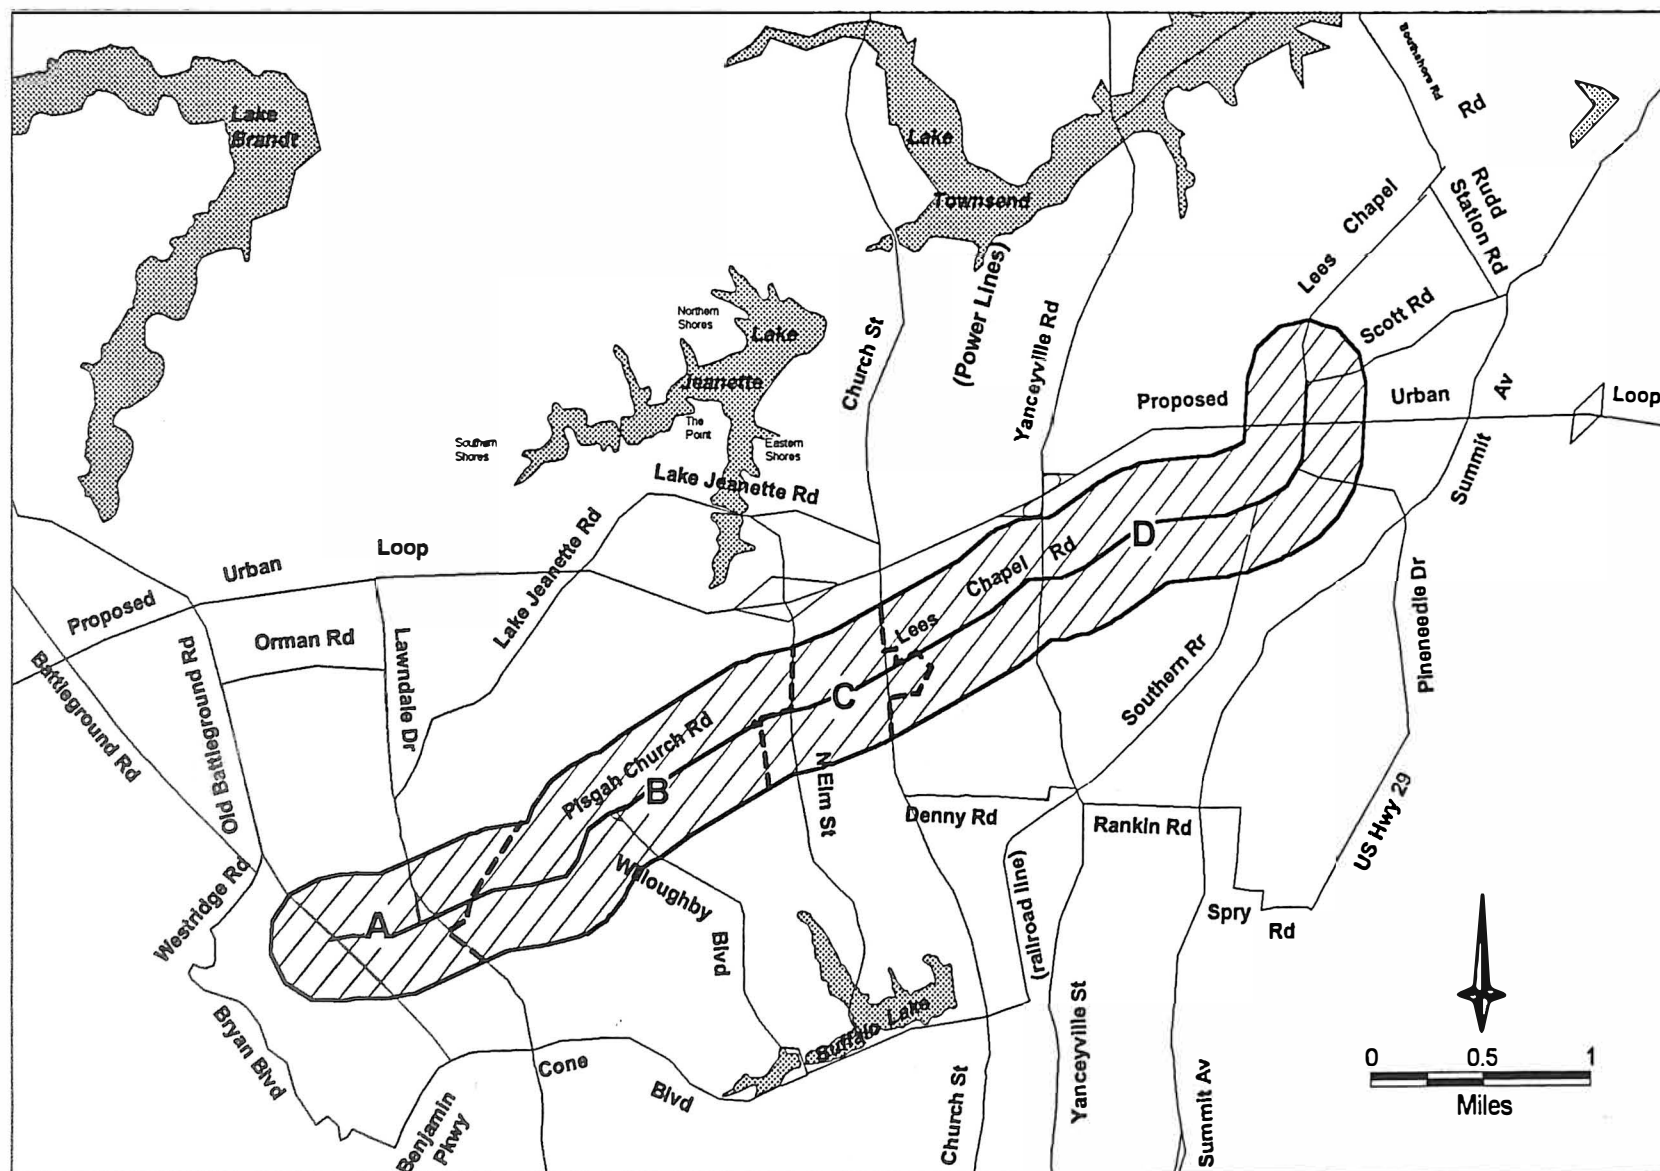 Southshore Rd
Rd
Lake
Brandt
Lake
Townsend
Rudd
Station Rd
Lees Chapel
Scott Rd
(Power Lines)
Church St
Yanceyville Rd
Northern
Shores
Lake
Jeanette
The
Point
Southern
Shores
Eastern
Shores
Lake Jeanette Rd
Proposed
Urban
Loop
Av
Summit
Lake Jeanette Rd
Proposed
Urban
Loop
Orman Rd
Lawndale Dr
Old Battleground Rd
Battleground Rd
Lees
Chapel
Rd
D
C
Pisgah Church Rd
B
A
N Elm St
Southern Rr
Pineneedle Dr
Denny Rd
Rankin Rd
US Hwy 29
Westridge Rd
Willoughby
Blvd
(railroad line)
Spry
Rd
Buffalo Lake
Bryan Blvd
Cone
Blvd
Benjamin
Pkwy
Church St
Yanceyville St
Summit Av
0 0.5 1
Miles